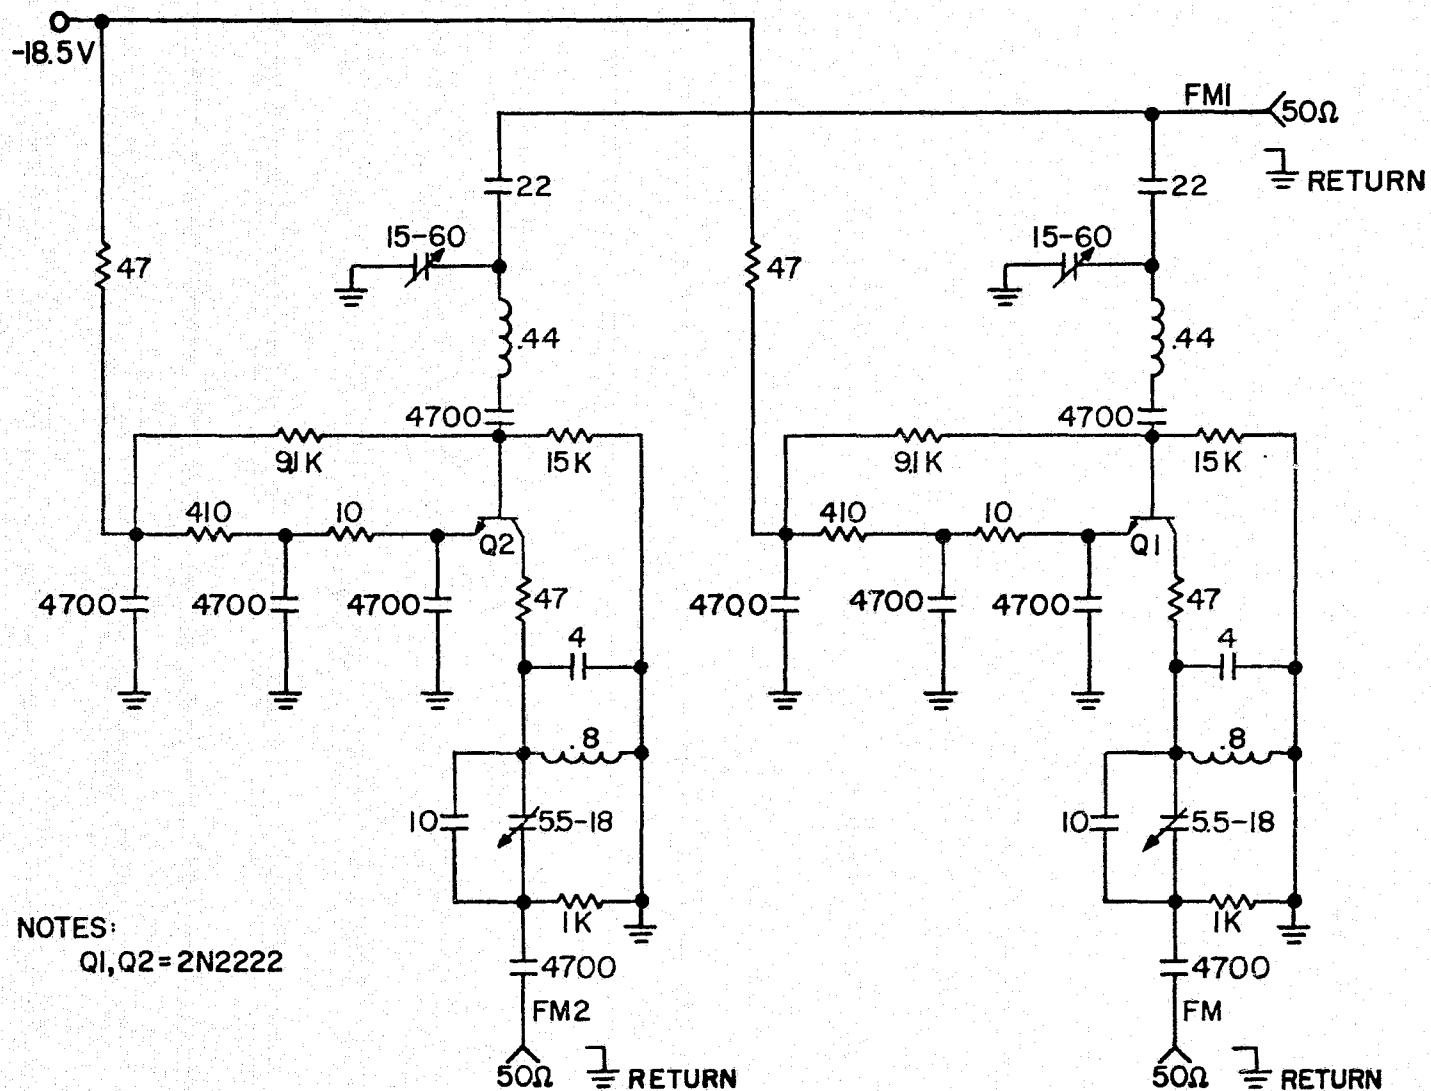 -18.5V
FM1
50Ω
22
22
RETURN
15-60
15-60
47
47
.44
.44
4700
4700
9.1K
15K
9.1K
15K
410
10
410
10
Q2
Q1
4700
4700
4700
47
4700
4700
4700
47
4
4
.8
.8
10
5.5-18
10
5.5-18
1K
1K
NOTES:
Q1,Q2=2N2222
4700
4700
FM2
FM
50Ω
RETURN
50Ω
RETURN